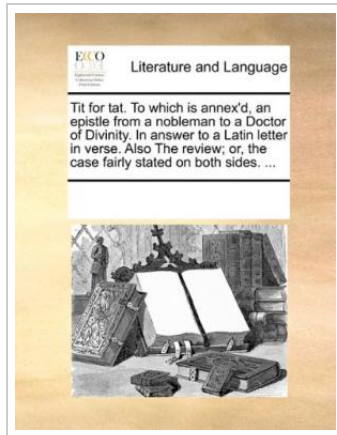 ECCO
Literature and Language
Tit for tat. To which is annex'd, an
epistle from a nobleman to a Doctor
of Divinity. In answer to a Latin letter
in verse. Also The review; or, the
case fairly stated on both sides. ...